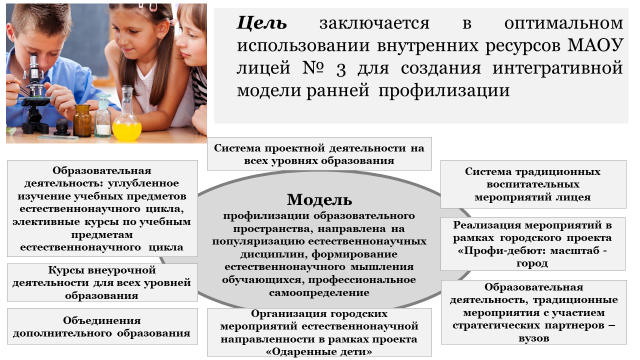 Цель заключается в оптимальном
использовании внутренних ресурсов МАОУ
лицей № 3 для создания интегративной
модели ранней профилизации
Система проектной деятельности на
всех уровнях образования
Образовательная
деятельность: углубленное
изучение учебных предметов
естественнонаучного цикла,
элективные курсы по учебным
предметам
естественнонаучного цикла
Курсы внеурочной
деятельности для всех уровней
образования
Объединения
дополнительного образования
Модель
профилизации образовательного
пространства, направлена на
популяризацию естественнонаучных
дисциплин, формирование
естественнонаучного мышления
обучающихся, профессиональное
самоопределение
Организация городских
мероприятий естественнонаучной
направленности в рамках проекта
«Одаренные дети»
Система традиционных
воспитательных
мероприятий лицея
Реализация мероприятий в
рамках городского проекта
«Профи-дебют: масштаб -
город
Образовательная
деятельность, традиционные
мероприятия с участием
стратегических партнеров –
вузов